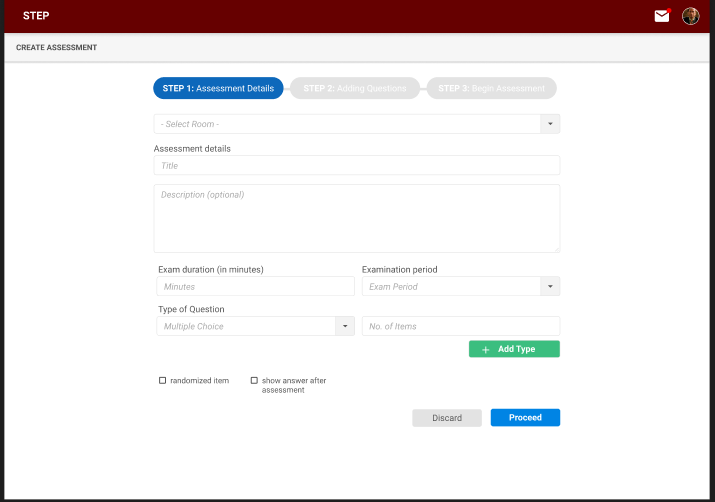 STEP
CREATE ASSESSMENT
STEP 1: Assessment Details
STEP 2: Adding Questions
STEP 3: Begin Assessment
- Select Room -
Assessment details
Title
Description (optional)
Exam duration (in minutes)
Examination period
Minutes
Exam Period
Type of Question
Multiple Choice
No. of Items
+ Add Type
randomized item
show answer after
assessment
Discard
Proceed